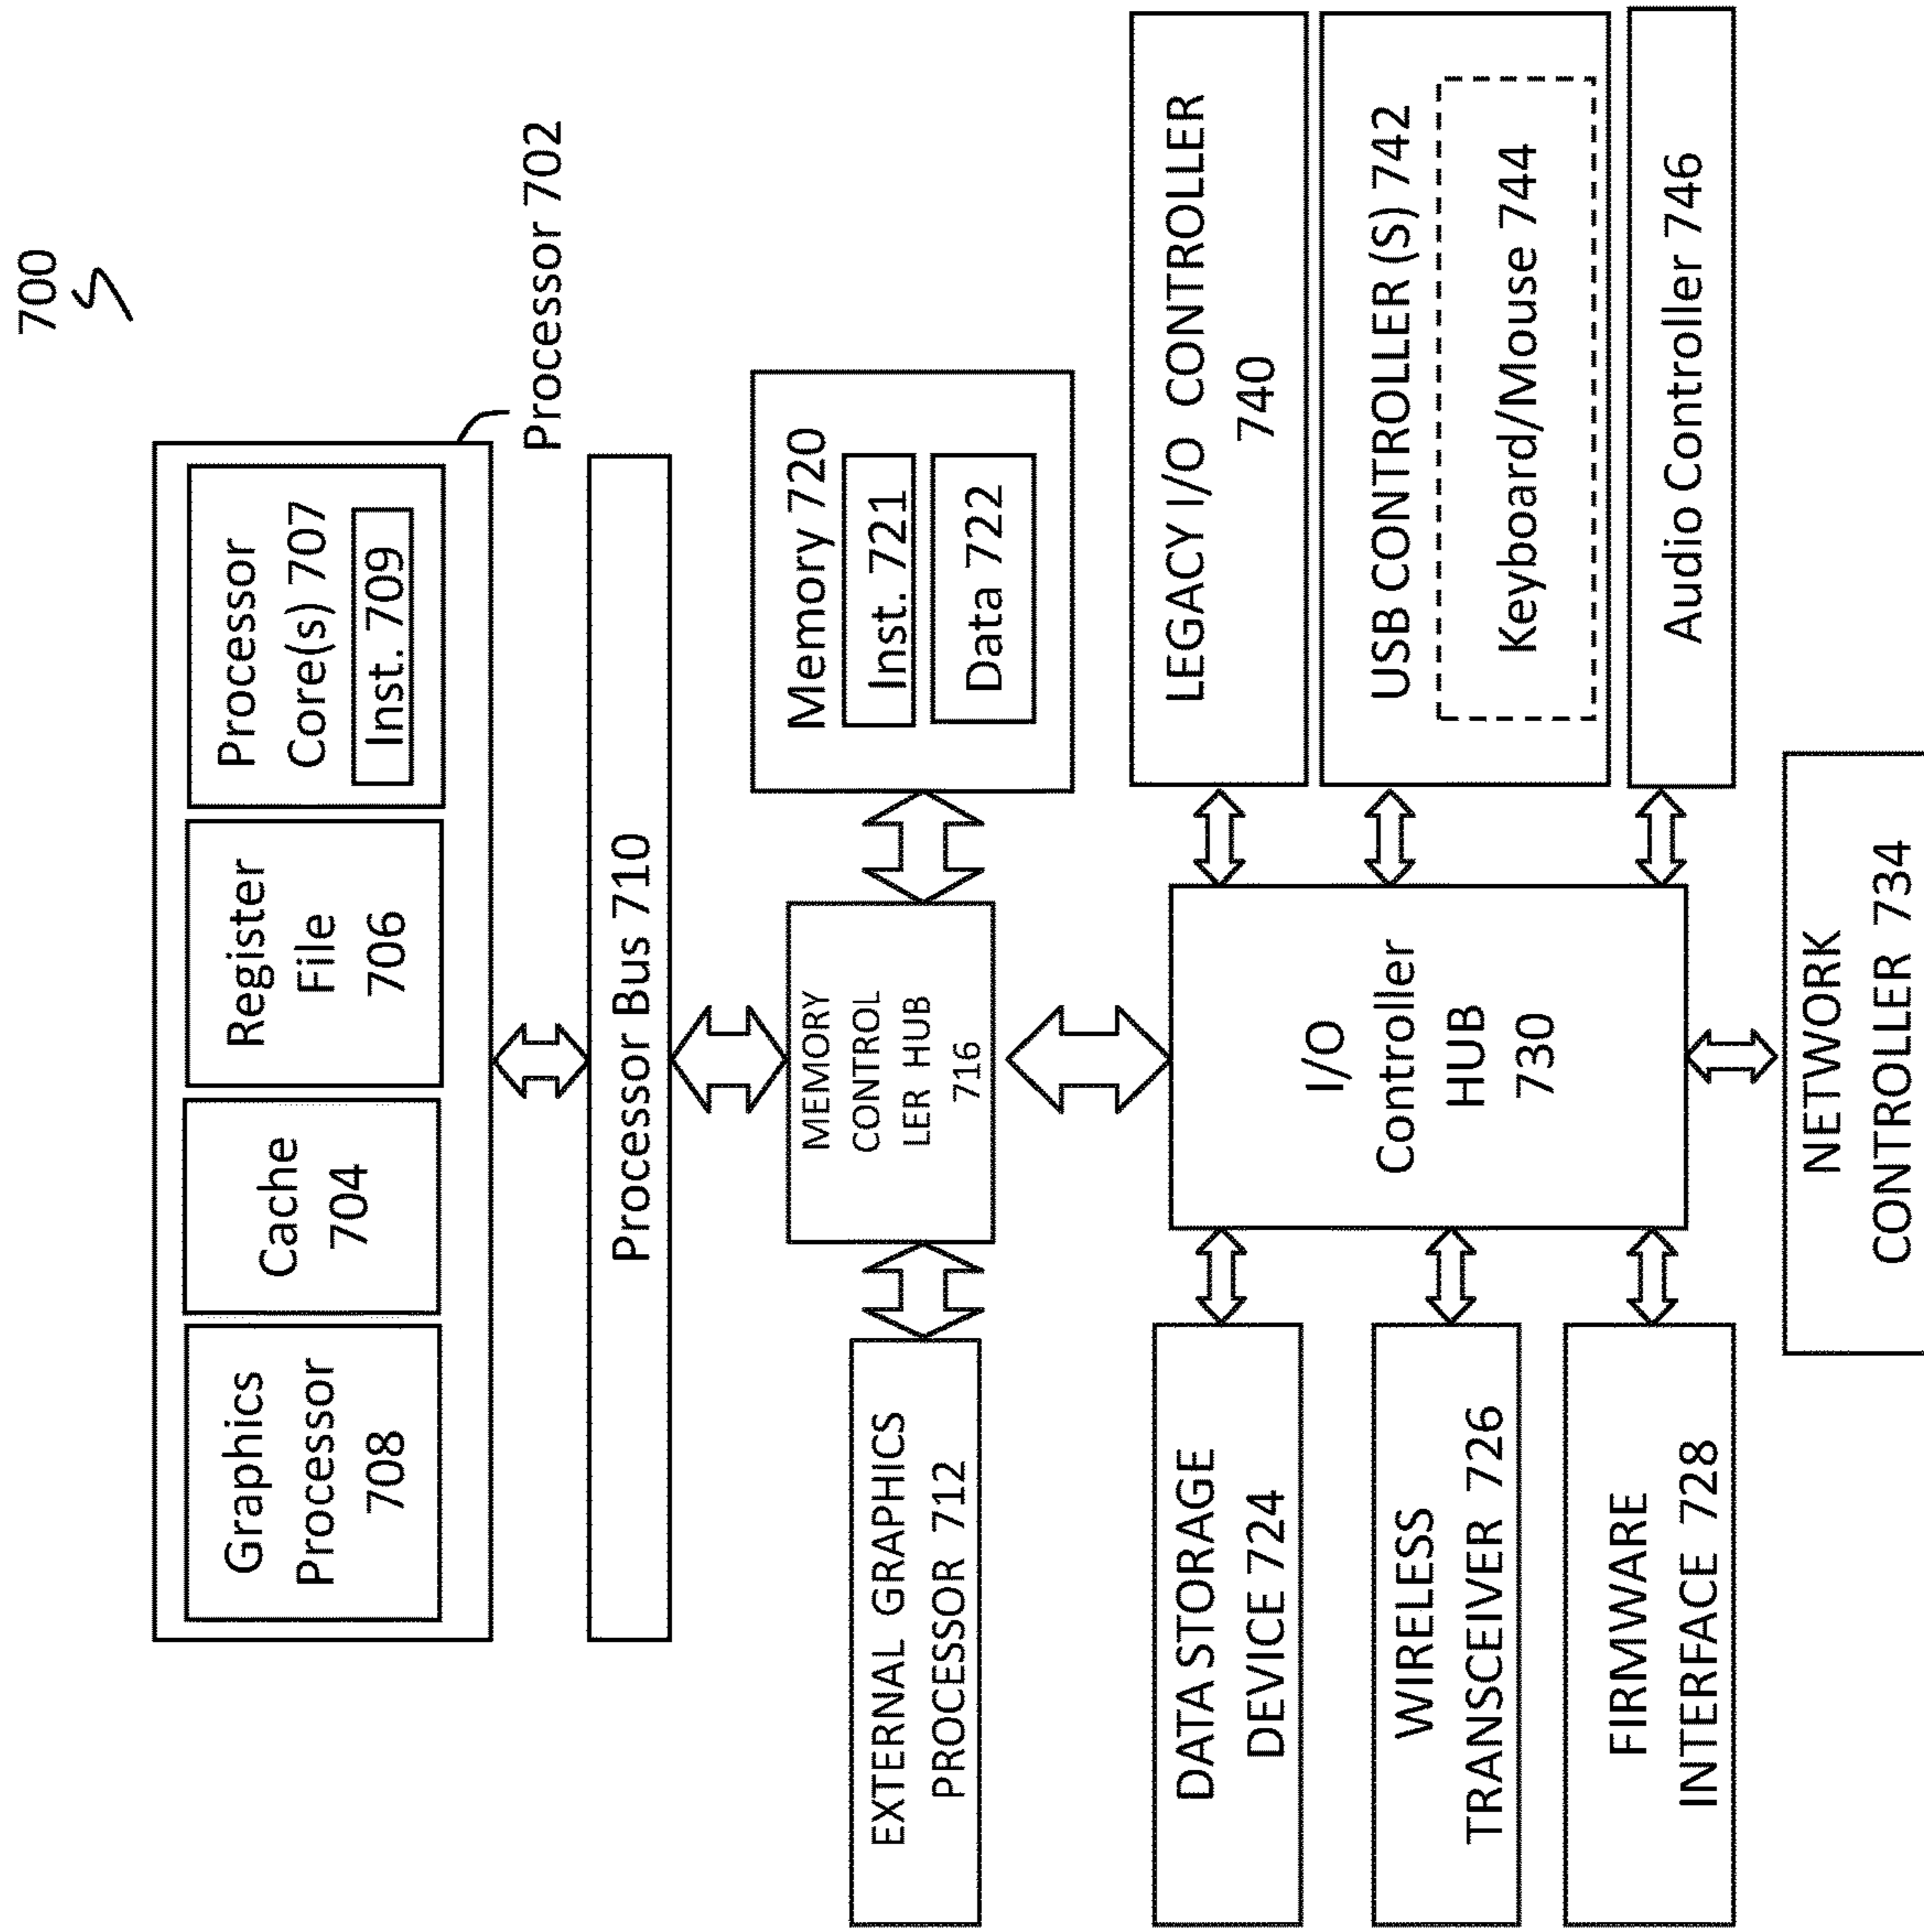 700
Processor 702
Graphics
Processor
708
Cache
704
Register
File
706
Processor
Core(s) 707
Inst. 709
Processor Bus 710
EXTERNAL GRAPHICS
PROCESSOR 712
MEMORY
CONTROL
LER HUB
716
Memory 720
Inst. 721
Data 722
DATA STORAGE
DEVICE 724
WIRELESS
TRANSCEIVER 726
FIRMWARE
INTERFACE 728
I/O
Controller
HUB
730
LEGACY I/O CONTROLLER
740
USB CONTROLLER (S) 742
Keyboard/Mouse 744
Audio Controller 746
NETWORK
CONTROLLER 734